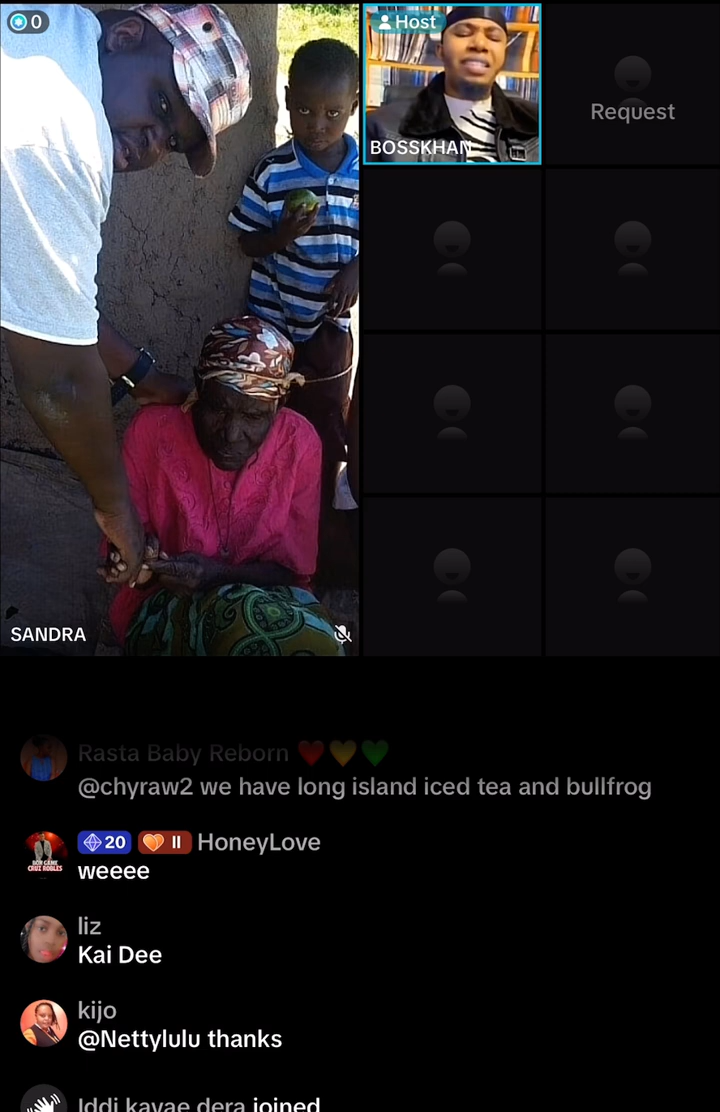 0
Host
BOSSKHAN
Request
SANDRA
Rasta Baby Reborn ❤️💛💚
@chyraw2 we have long island iced tea and bullfrog
20 II HoneyLove
weeee
liz
Kai Dee
kijo
@Nettylulu thanks
Iddi kavae dera joined